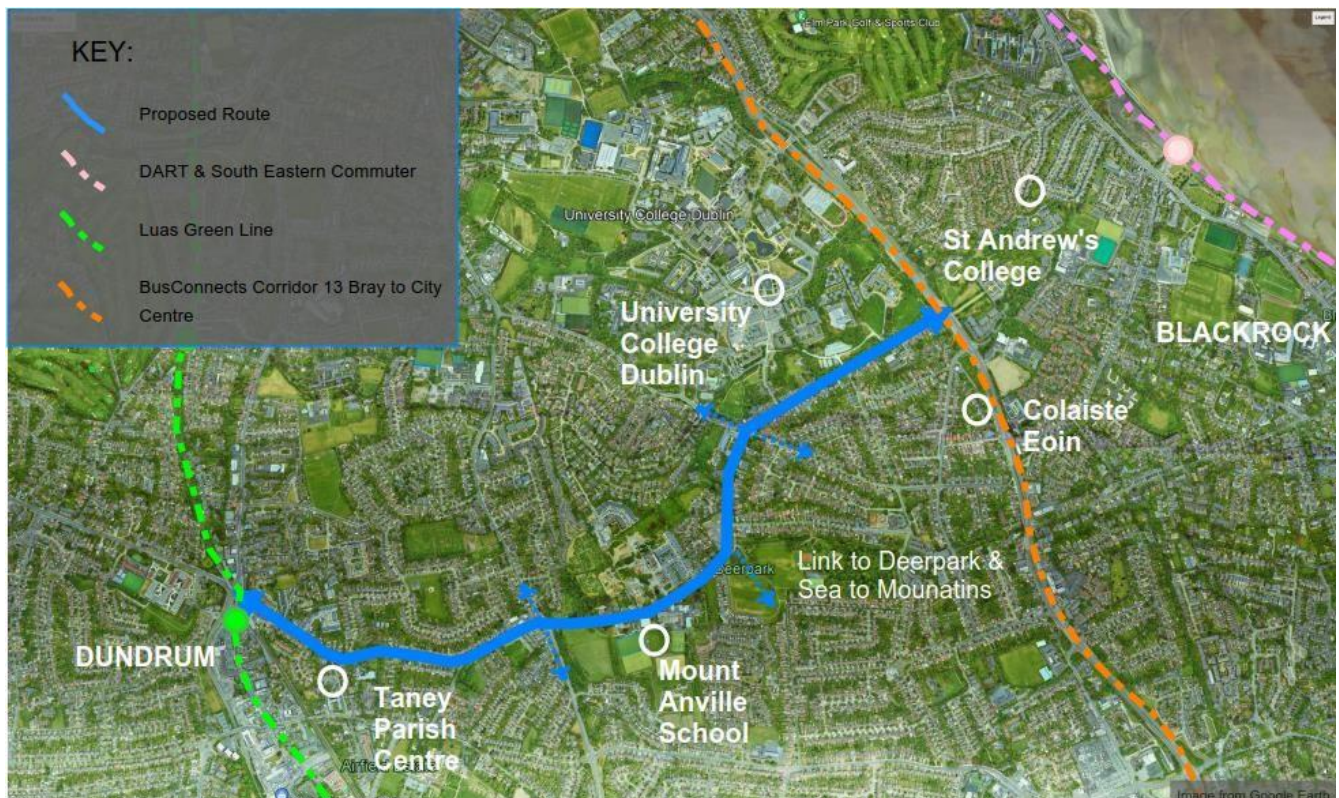 KEY:
Proposed Route
DART & South Eastern Commuter
Luas Green Line
BusConnects Corridor 13 Bray to City
Centre
Elm Park Golf & Sports Club
Legend
University College Dublin
St Andrew's
College
University
College
Dublin
BLACKROCK
Colaiste
Eoin
Deerpark
Link to Deerpark &
Sea to Mounatins
DUNDRUM
Mount
Anville
School
Taney
Parish
Centre
Image from Google Earth